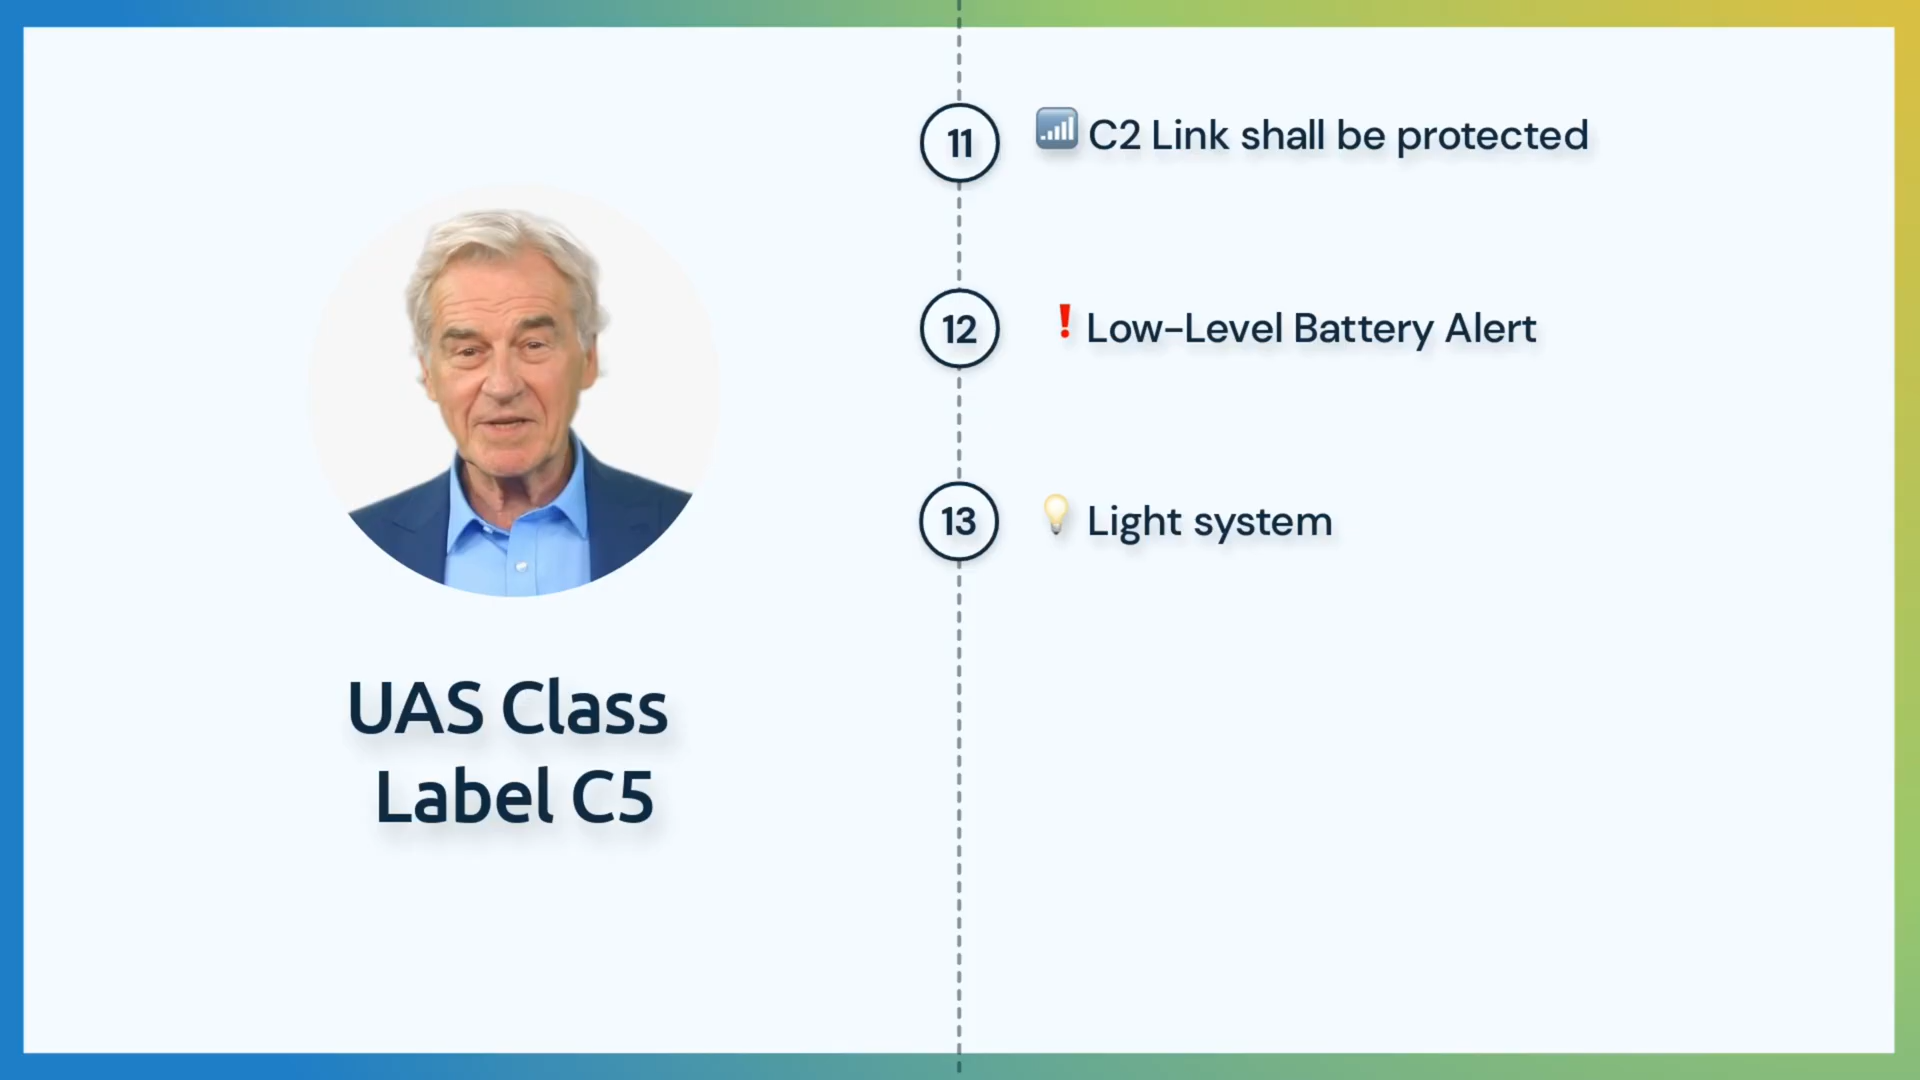 UAS Class
Label C5
11
C2 Link shall be protected
12
Low-Level Battery Alert
13
Light system